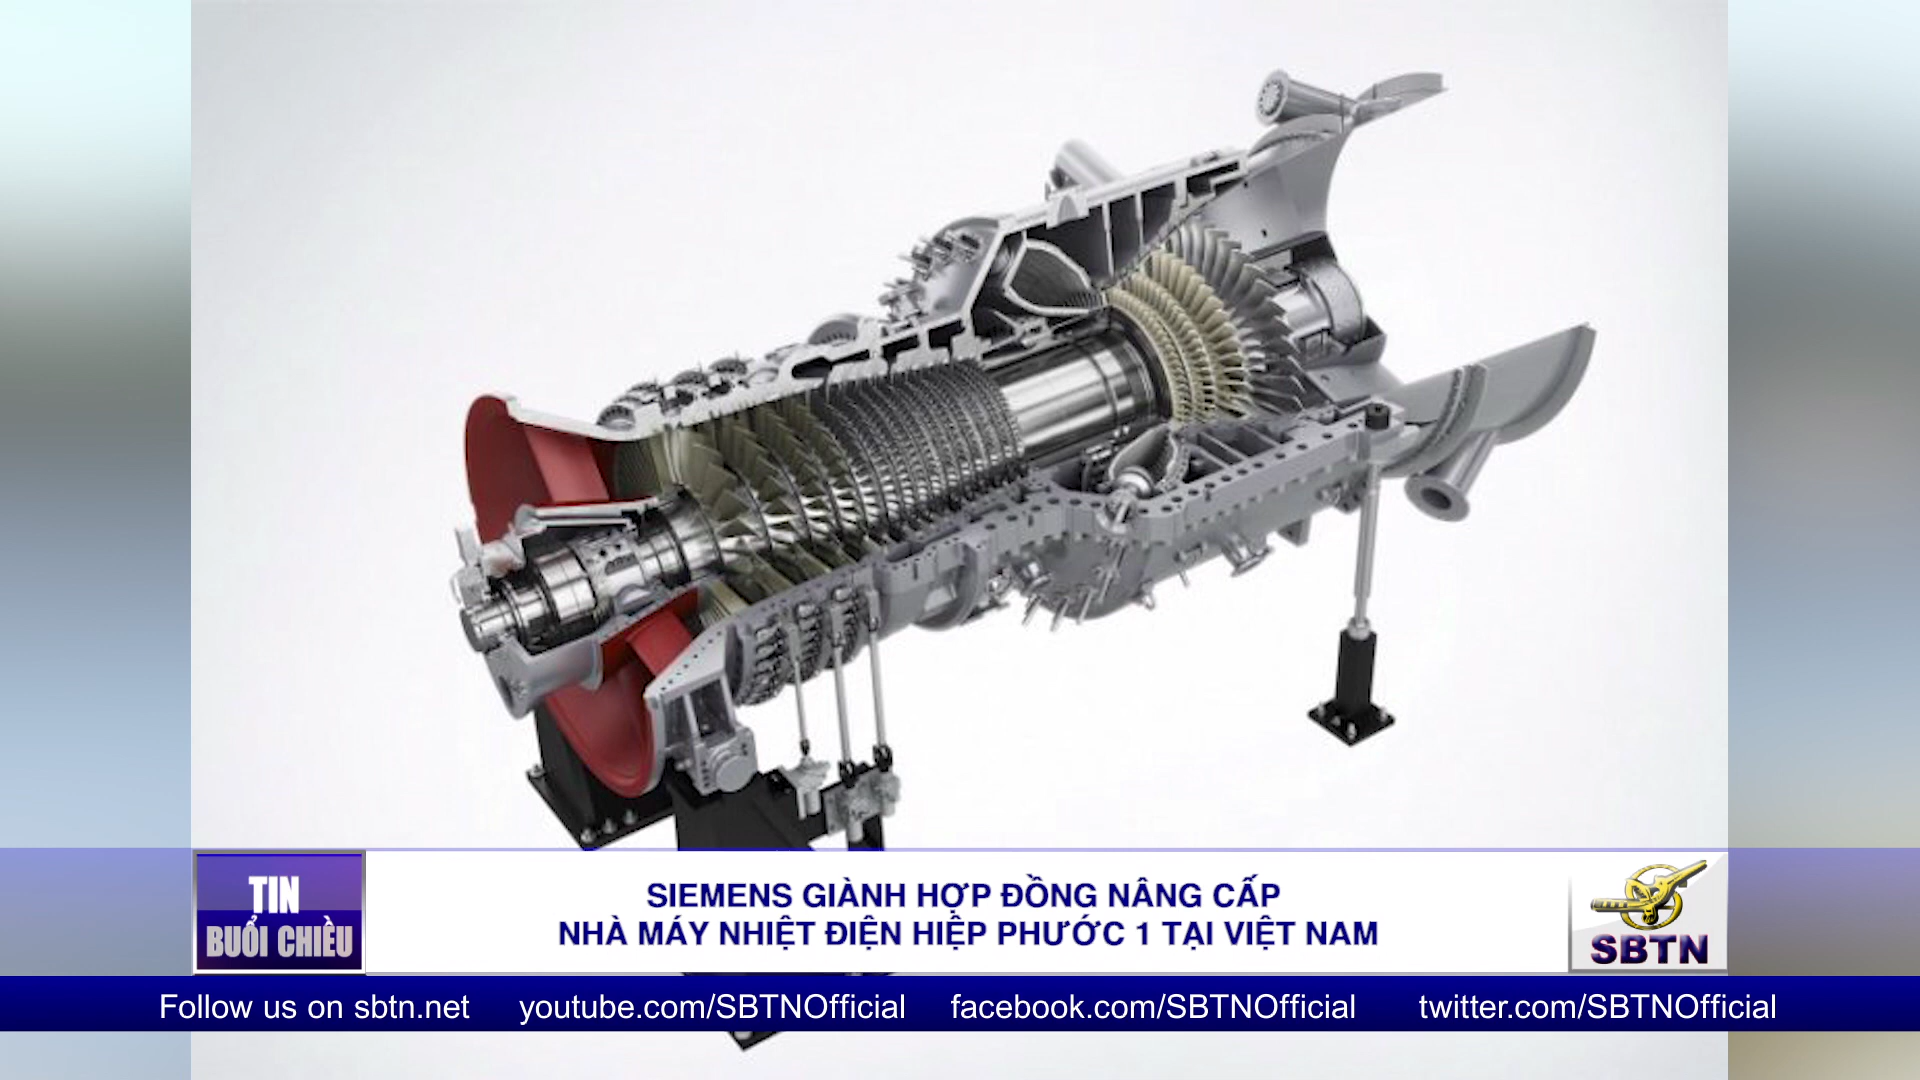 TIN
BUỔI CHIỀU
SIEMENS GIÀNH HỢP ĐỒNG NÂNG CẤP
NHÀ MÁY NHIỆT ĐIỆN HIỆP PHƯỚC 1 TẠI VIỆT NAM
SBTN
Follow us on sbtn.net youtube.com/SBTNOfficial facebook.com/SBTNOfficial twitter.com/SBTNOfficial